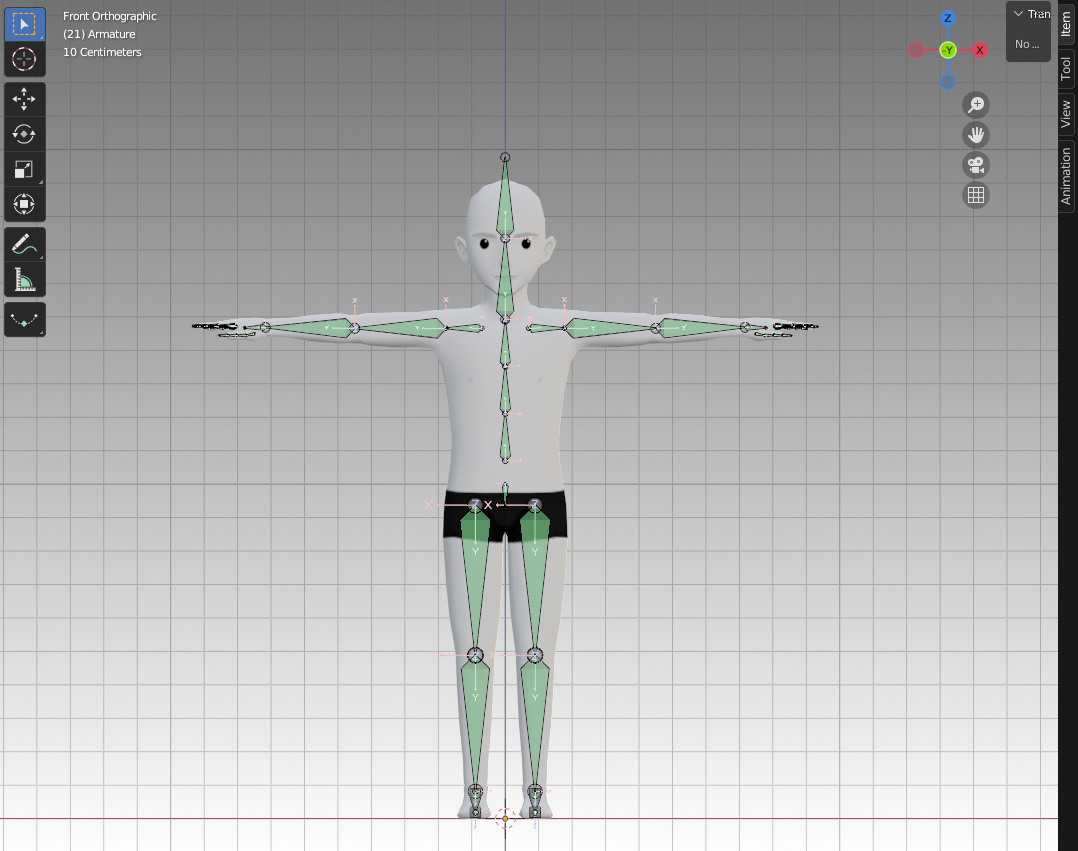 Front Orthographic
(21) Armature
10 Centimeters
Z
-Y
X
Tran
No ...
Item
Tool
View
Animation
X
X
X
X
Y
Y
Y
Y
X
X
Z
Z
Y
Y
Y
Y